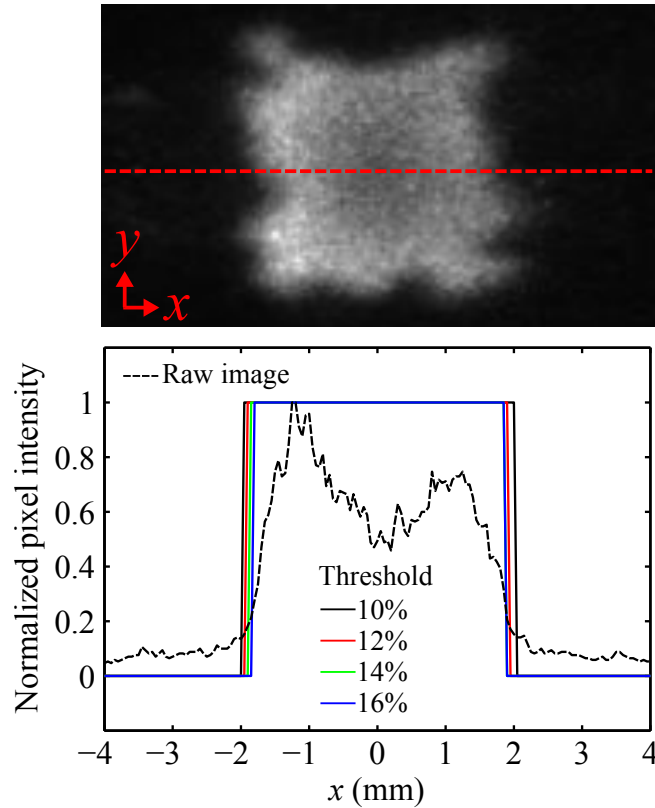 y
x
Raw image
Normalized pixel intensity
1
0.8
0.6
0.4
0.2
0
Threshold
10%
12%
14%
16%
−4 −3 −2 −1 0 1 2 3 4
x (mm)